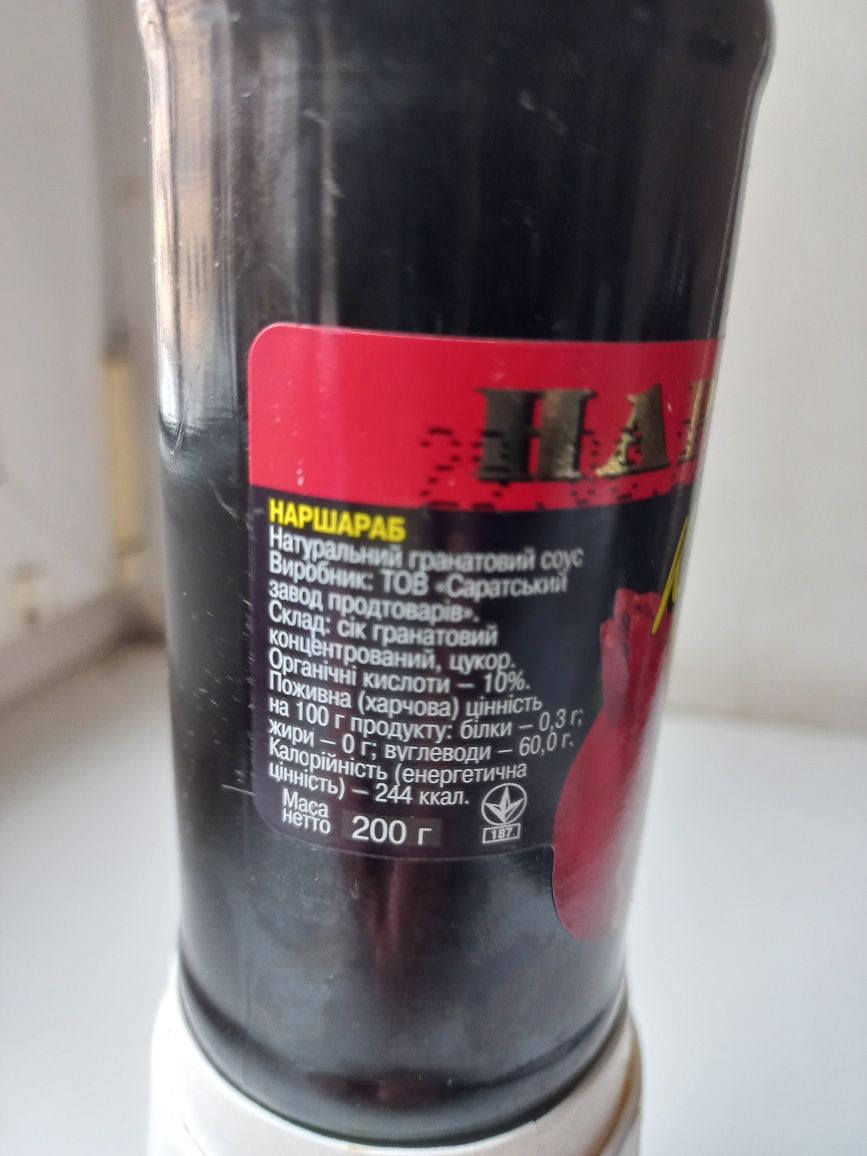 НАРШАРАБ
Натуральний гранатовий соус
Виробник: ТОВ «Саратський
завод продтоварів».
Склад: сік гранатовий
концентрований, цукор.
Органічні кислоти – 10%.
Поживна (харчова) цінність
на 100 г продукту: білки – 0,3 г;
жири – 0 г; вуглеводи – 60,0 г.
Калорійність (енергетична
цінність) – 244 ккал.
Маса
нетто 200 г
187